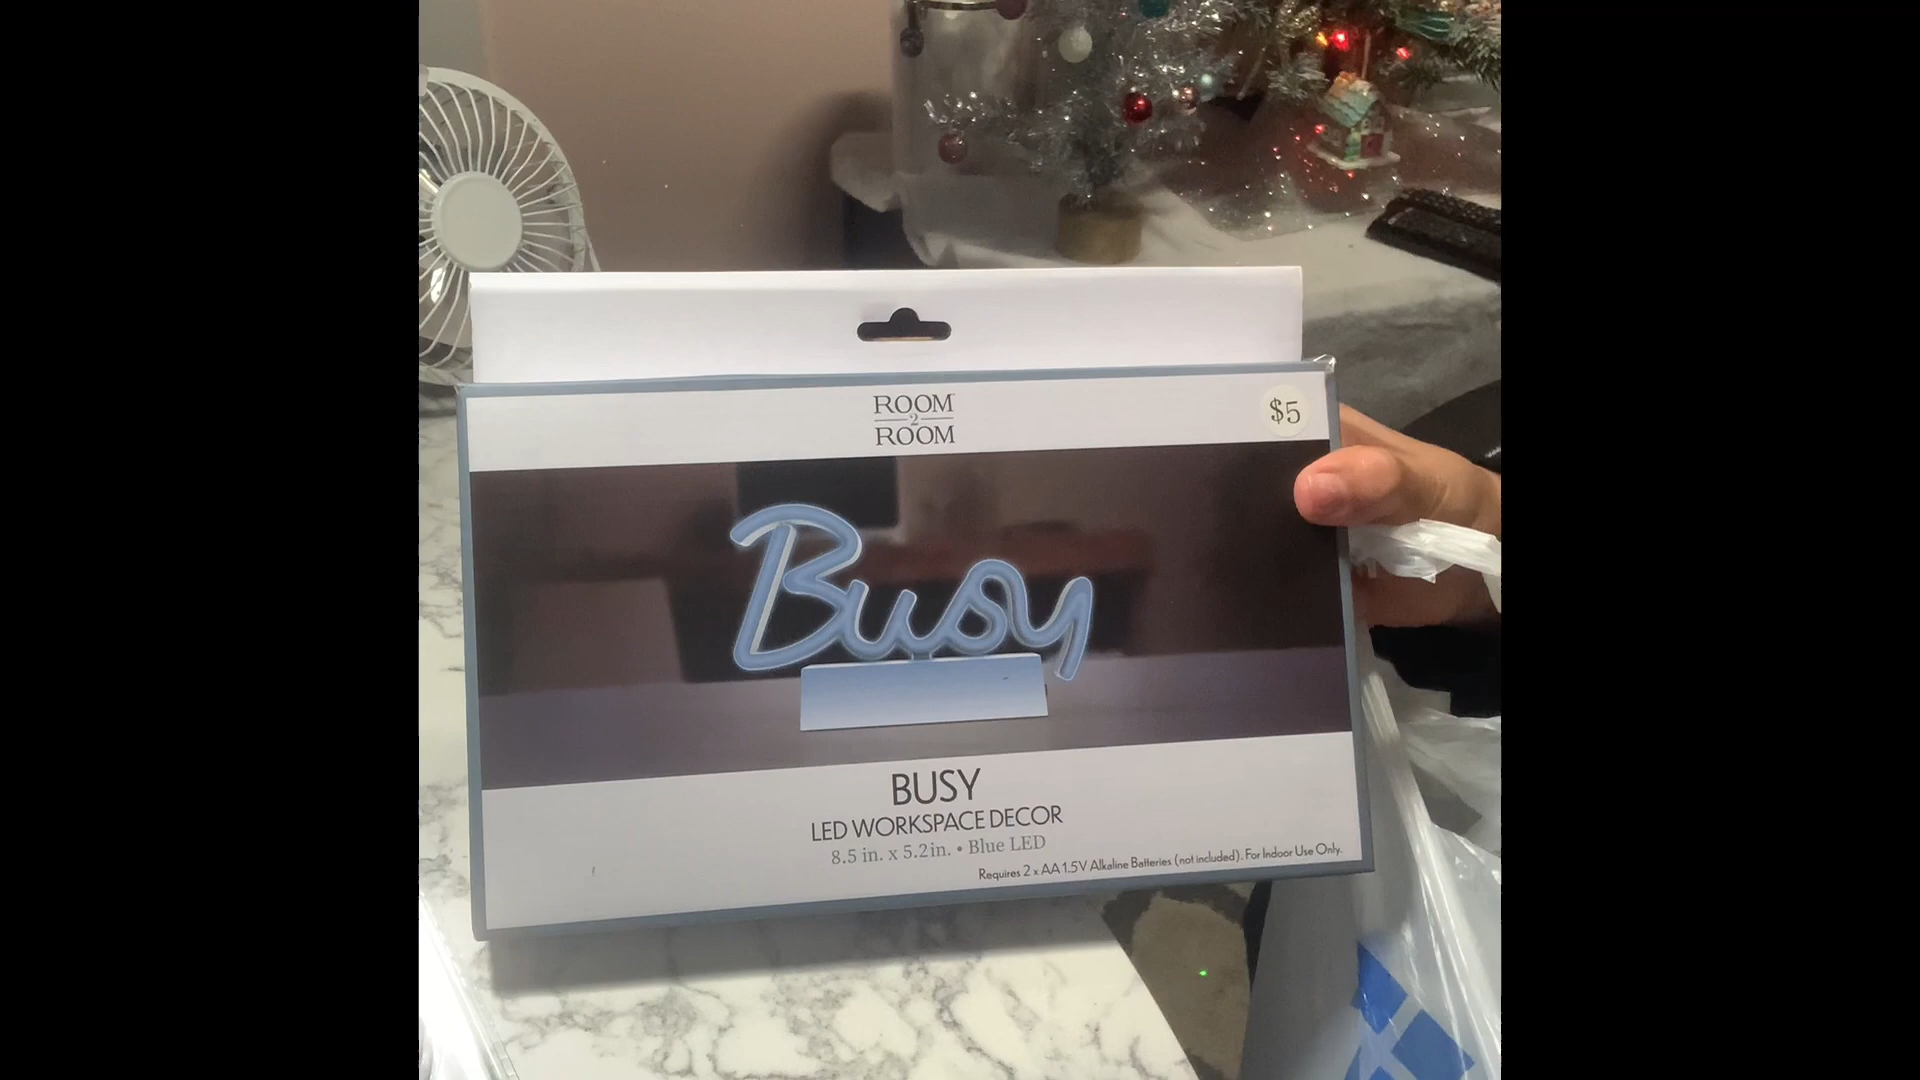 ROOM
2
ROOM
$5
Busy
BUSY
LED WORKSPACE DECOR
8.5 in. x 5.2in. • Blue LED
Requires 2 x AA 1.5V Alkaline Batteries (not included). For Indoor Use Only.